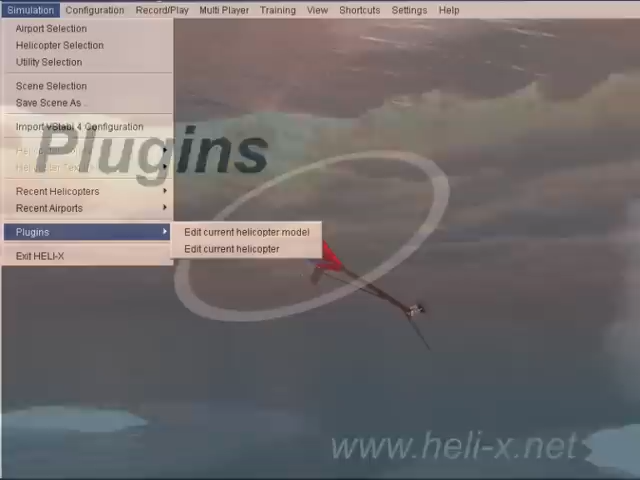 Simulation Configuration Record/Play Multi Player Training View Shortcuts Settings Help
Airport Selection
Helicopter Selection
Utility Selection
Scene Selection
Save Scene As ..
Import vStabi 4 Configuration
Plugins
Recent Helicopters
Recent Airports
Plugins
Edit current helicopter model
Edit current helicopter
Exit HELI-X
www.heli-x.net